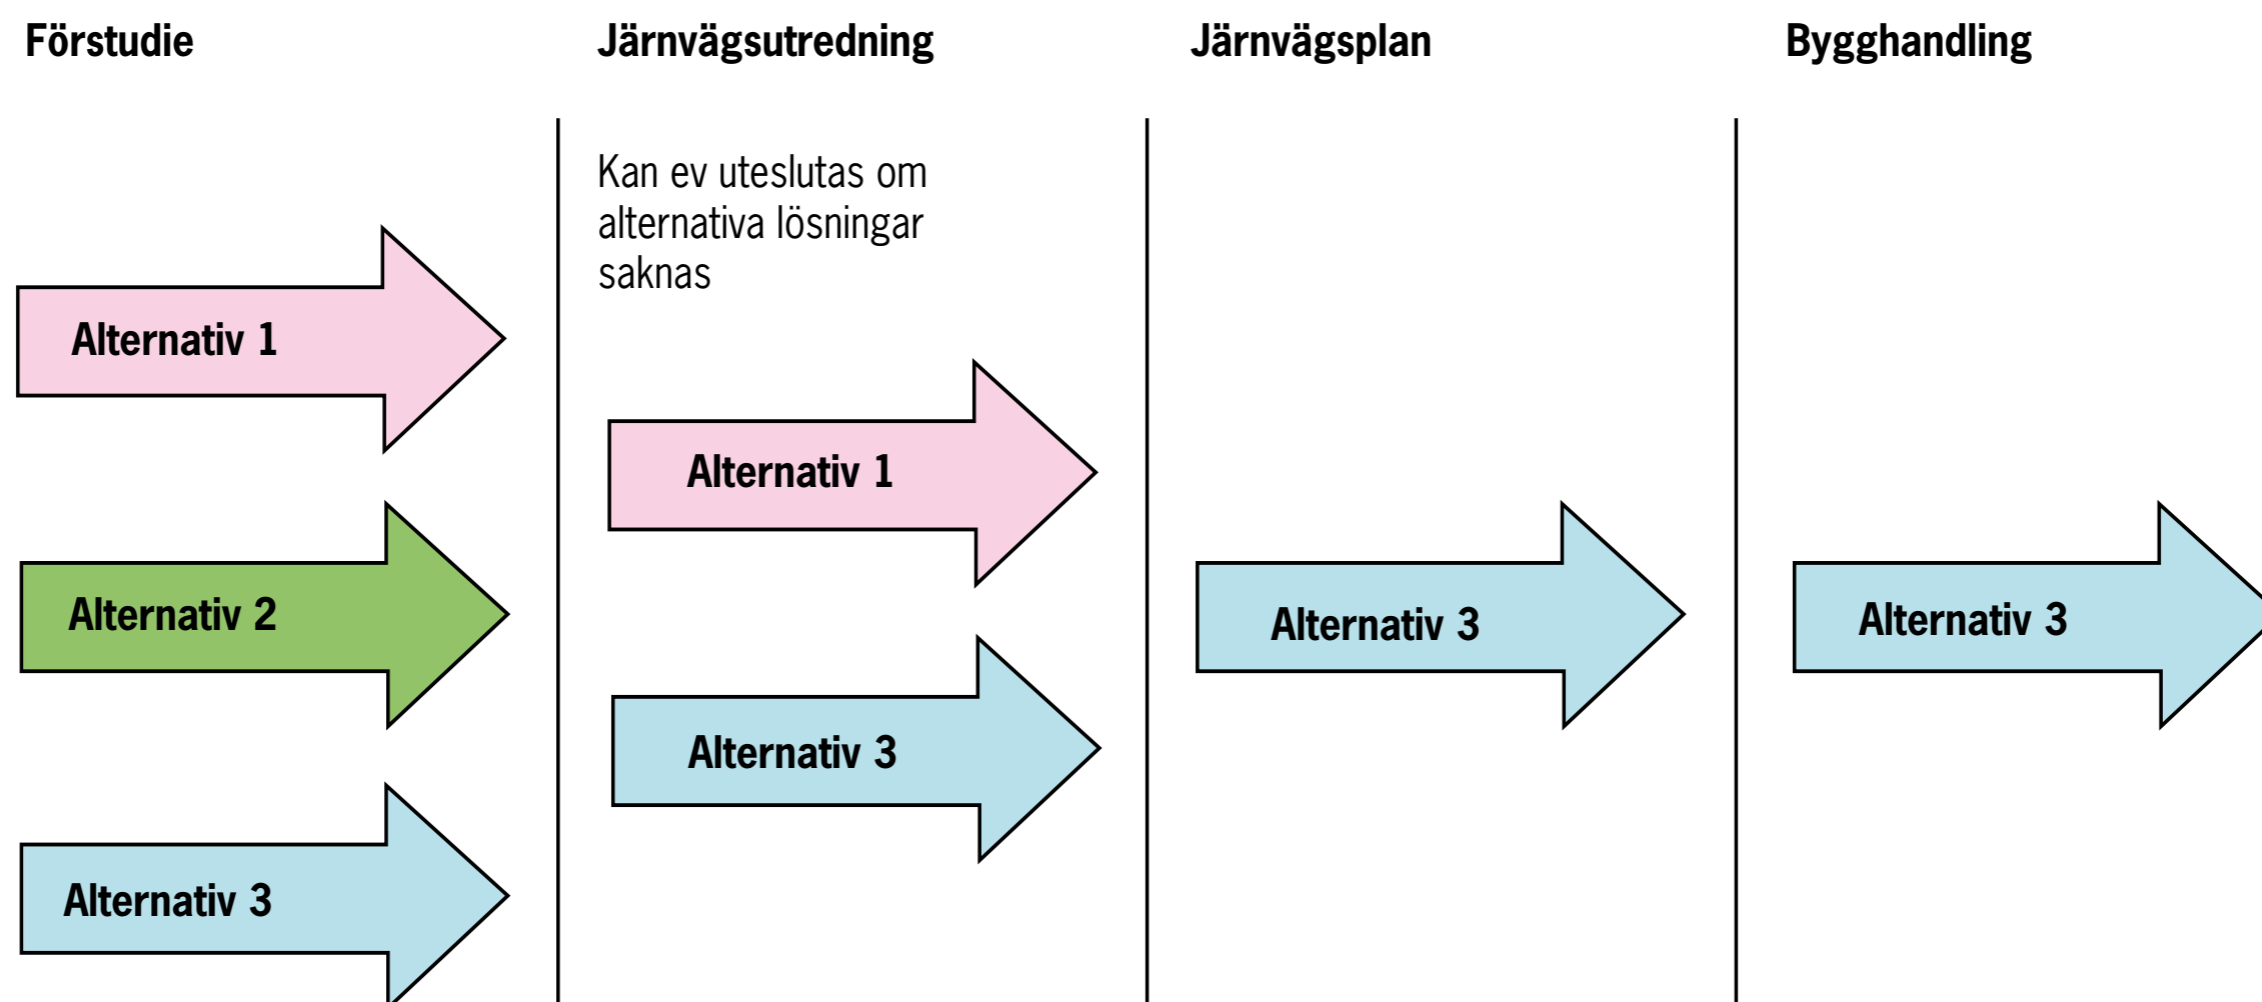 Förstudie
Järnvägsutredning
Järnvägsplan
Bygghandling
Kan ev uteslutas om
alternativa lösningar
saknas
Alternativ 1
Alternativ 2
Alternativ 3
Alternativ 1
Alternativ 3
Alternativ 3
Alternativ 3